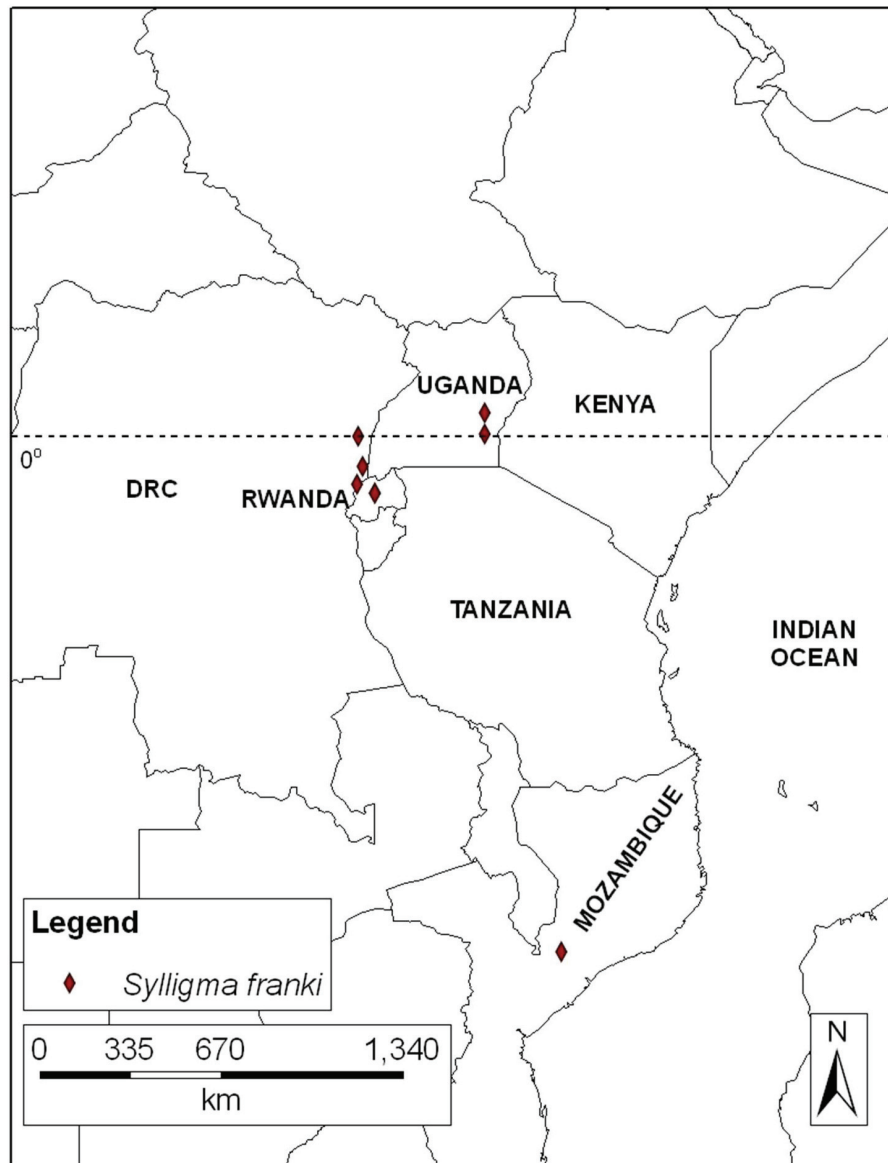 UGANDA
KENYA
0°
DRC
RWANDA
TANZANIA
INDIAN
OCEAN
MOZAMBIQUE
Legend
Sylligma franki
0 335 670 1,340
km
N